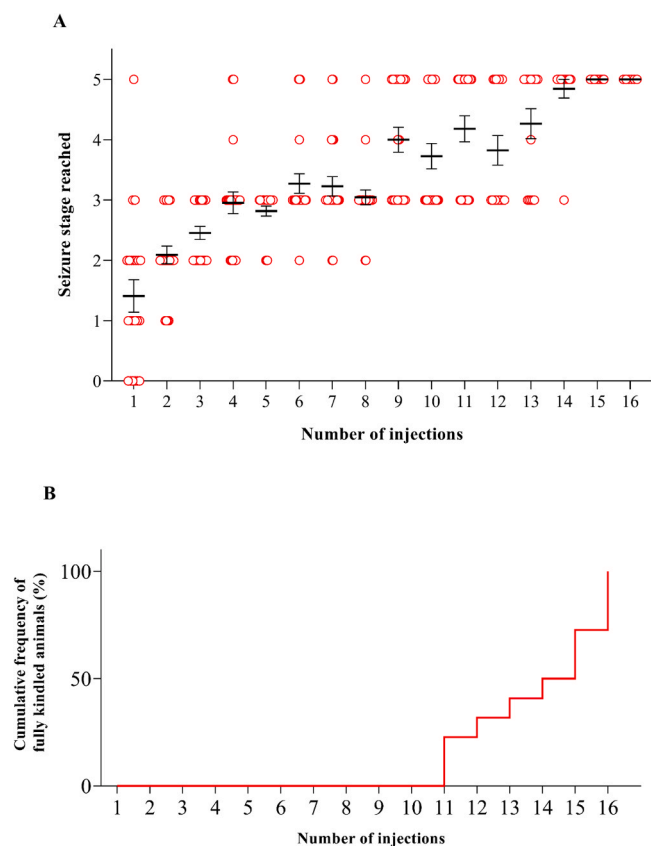 A
5
4
3
2
1
0
Seizure stage reached
1 2 3 4 5 6 7 8 9 10 11 12 13 14 15 16
Number of injections
B
100
50
0
Cumulative frequency of
fully kindled animals (%)
1 2 3 4 5 6 7 8 9 10 11 12 13 14 15 16
Number of injections